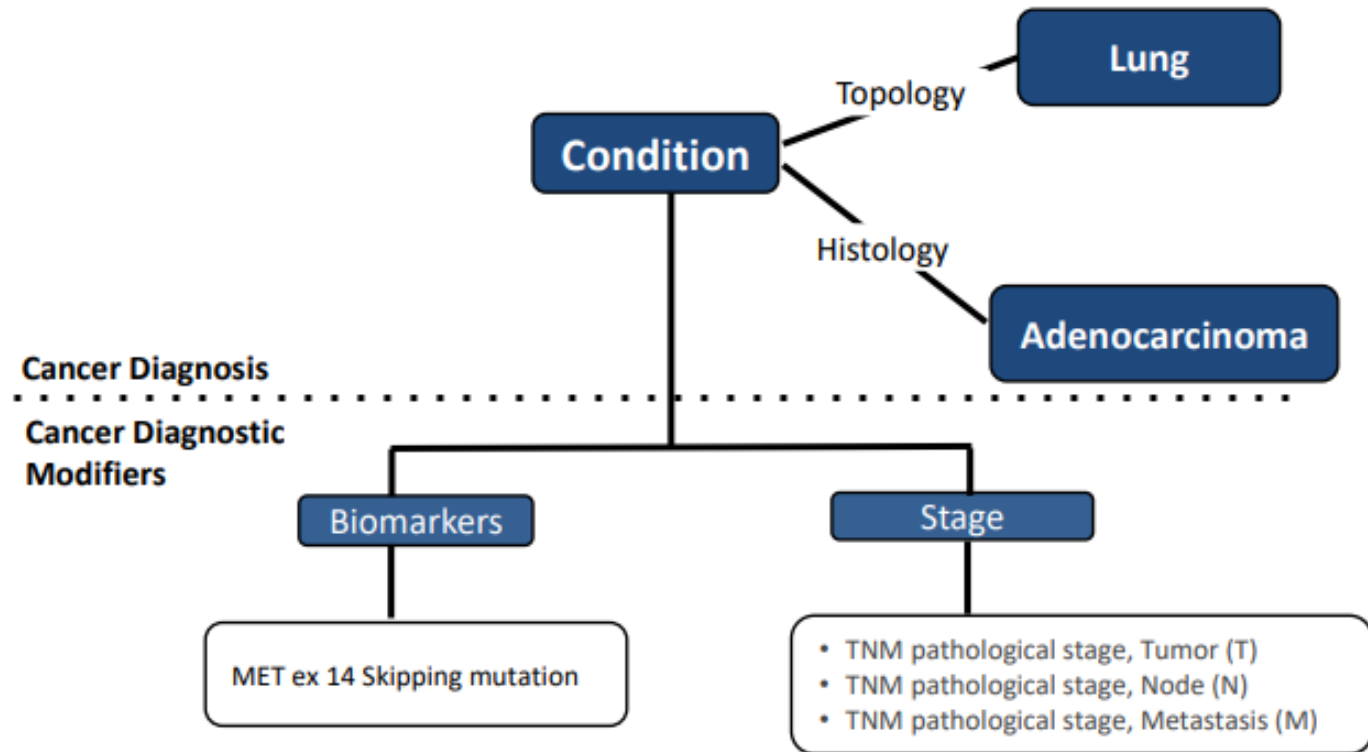 Lung
Topology
Condition
Histology
Adenocarcinoma
Cancer Diagnosis
Cancer Diagnostic
Modifiers
Biomarkers
Stage
MET ex 14 Skipping mutation
• TNM pathological stage, Tumor (T)
• TNM pathological stage, Node (N)
• TNM pathological stage, Metastasis (M)